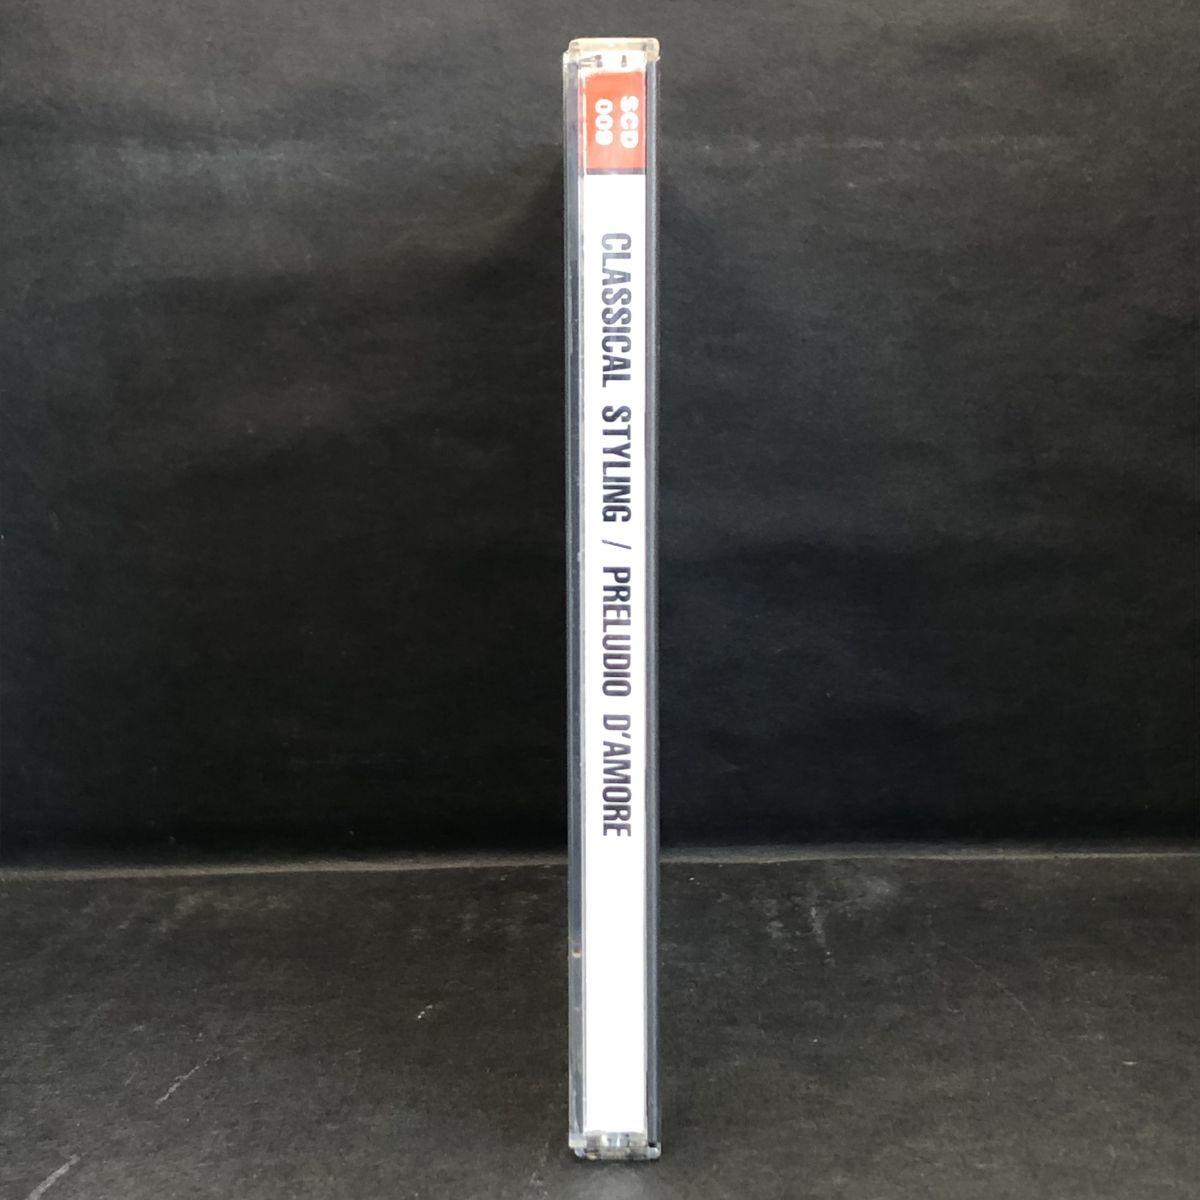 SCD
009
CLASSICAL STYLING / PRELUDIO D'AMORE